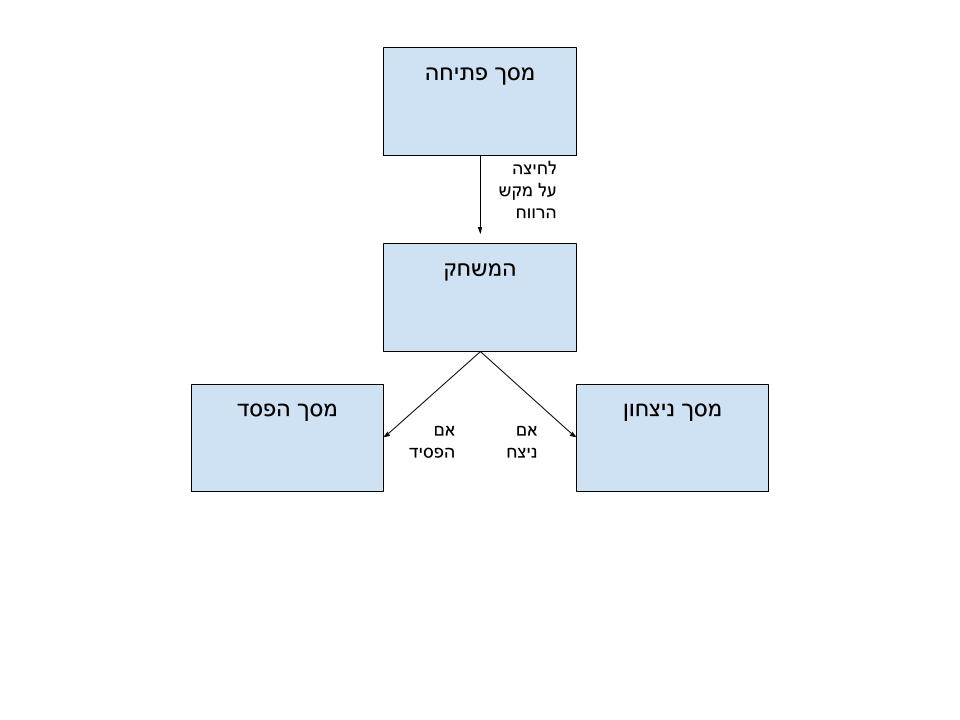 מסך פתיחה
לחיצה
על מקש
הרווח
המשחק
מסך ניצחון
מסך הפסד
אם
ניצח
אם
הפסיד